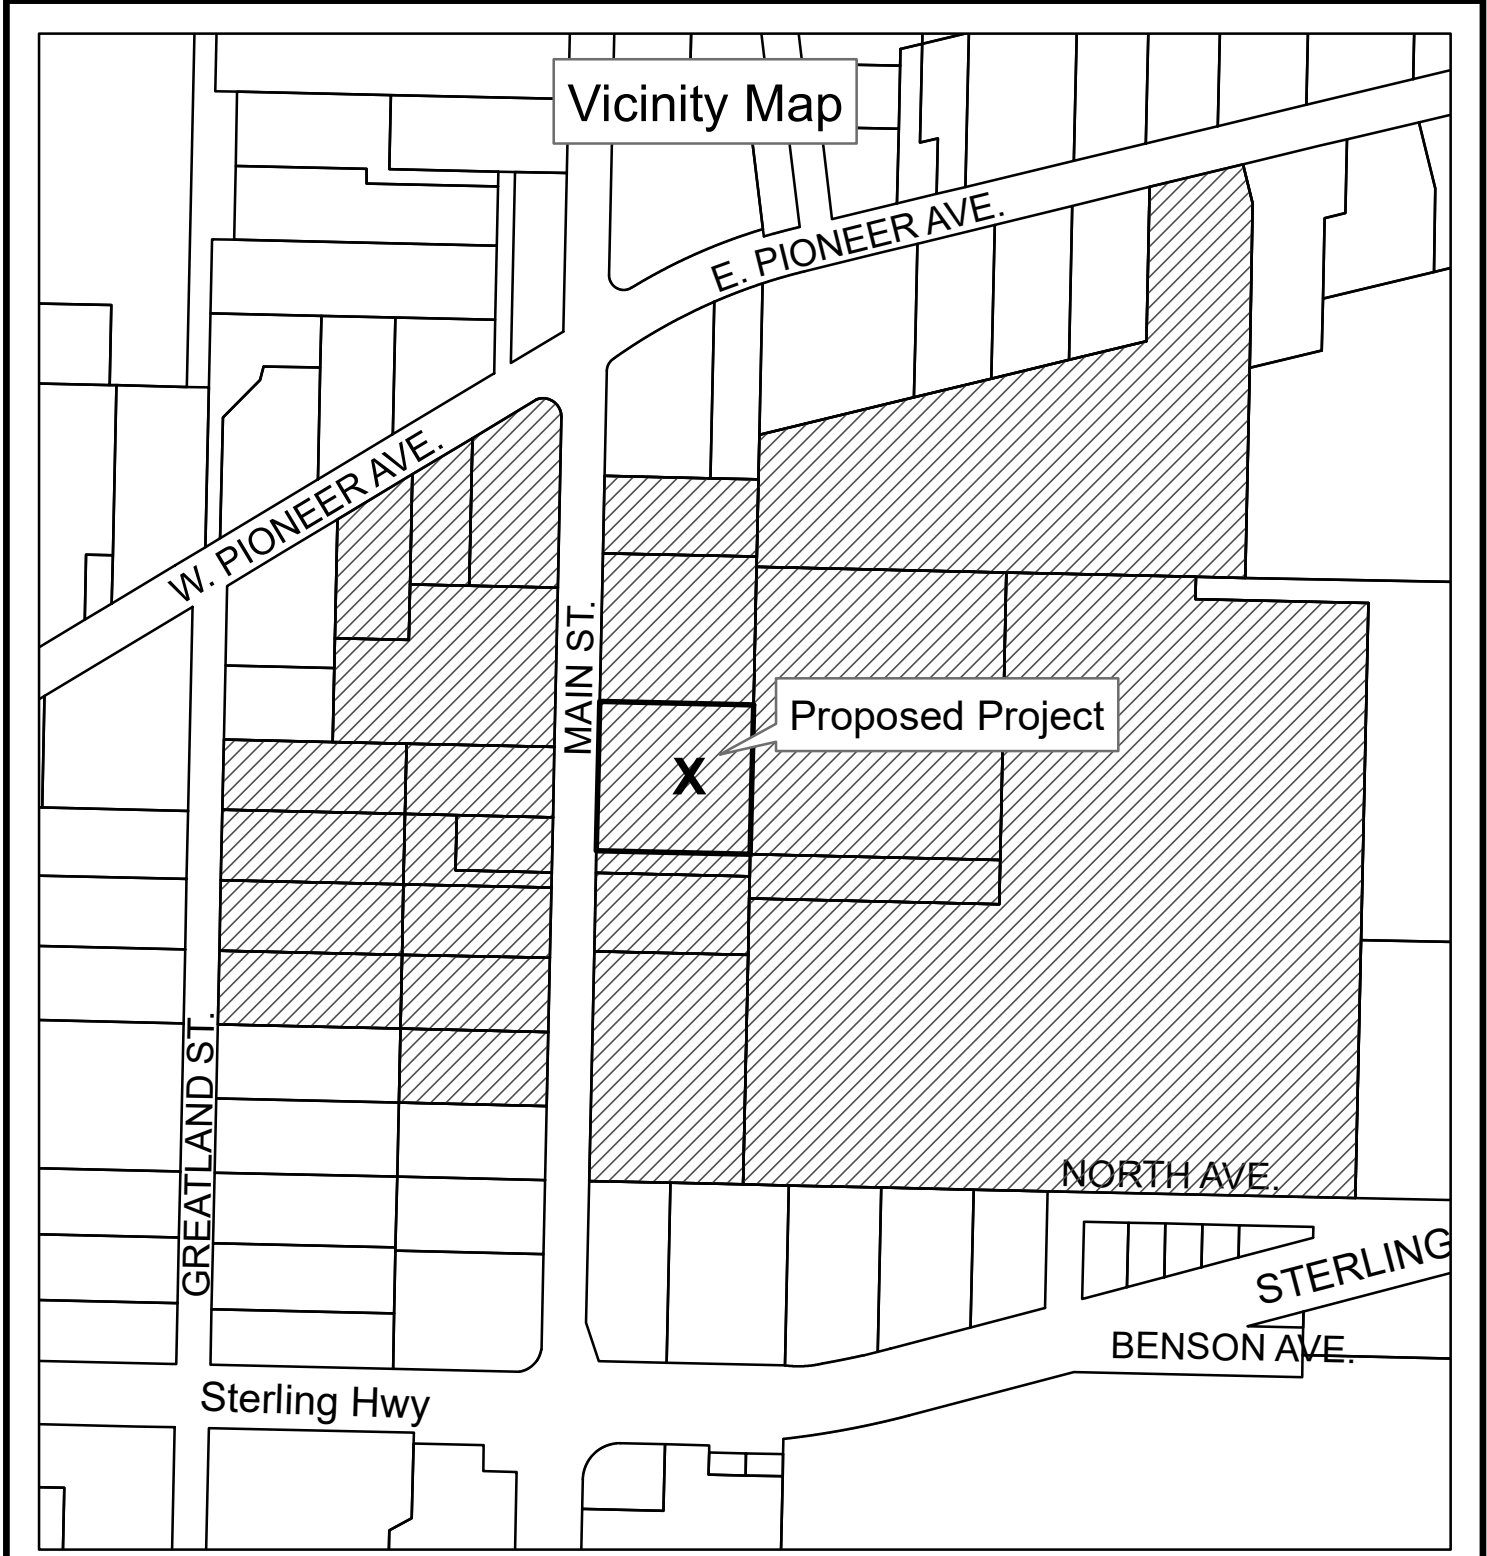 Vicinity Map
E. PIONEER AVE.
W. PIONEER AVE.
MAIN ST.
Proposed Project
X
GREATLAND ST.
NORTH AVE.
STERLING
BENSON AVE.
Sterling Hwy